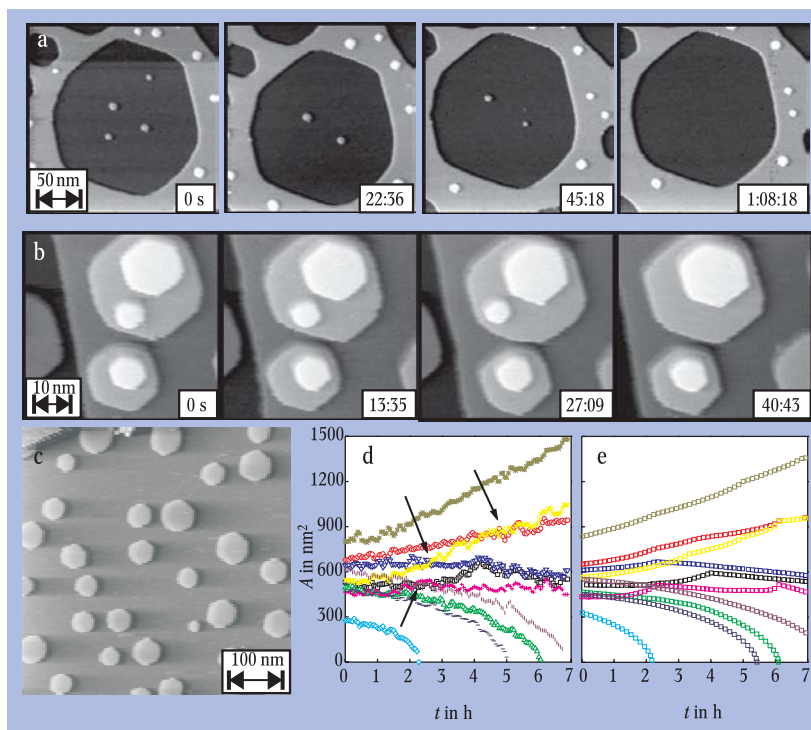 a
50 nm
0 s
22:36
45:18
1:08:18
b
10 nm
0 s
13:35
27:09
40:43
c
100 nm
d
e
A in nm²
1500
1200
900
600
300
0
0 1 2 3 4 5 6 7
0 1 2 3 4 5 6 7
t in h
t in h